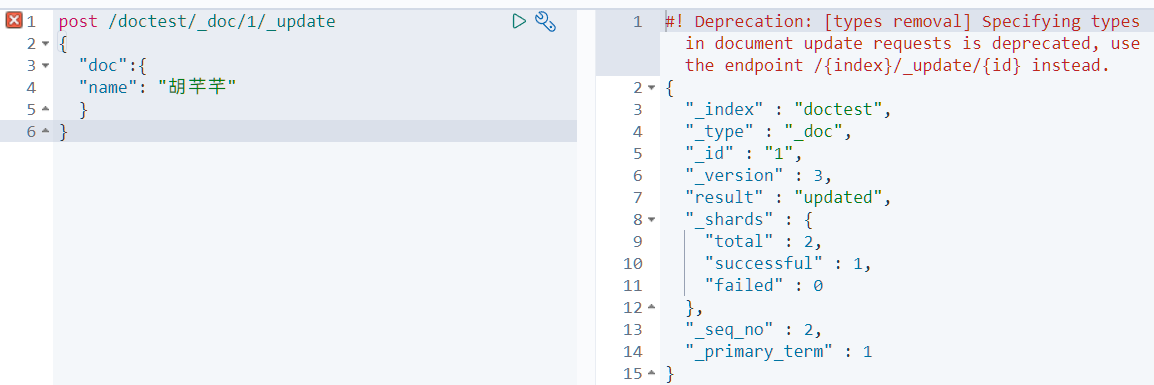 1 post /doctest/_doc/1/_update
2 {
3 "doc":{
4 "name": "胡芊芊"
5 }
6 }
1 #! Deprecation: [types removal] Specifying types
in document update requests is deprecated, use
the endpoint /{index}/_update/{id} instead.
2 {
3 "_index" : "doctest",
4 "_type" : "_doc",
5 "_id" : "1",
6 "_version" : 3,
7 "result" : "updated",
8 "_shards" : {
9 "total" : 2,
10 "successful" : 1,
11 "failed" : 0
12 },
13 "_seq_no" : 2,
14 "_primary_term" : 1
15 }